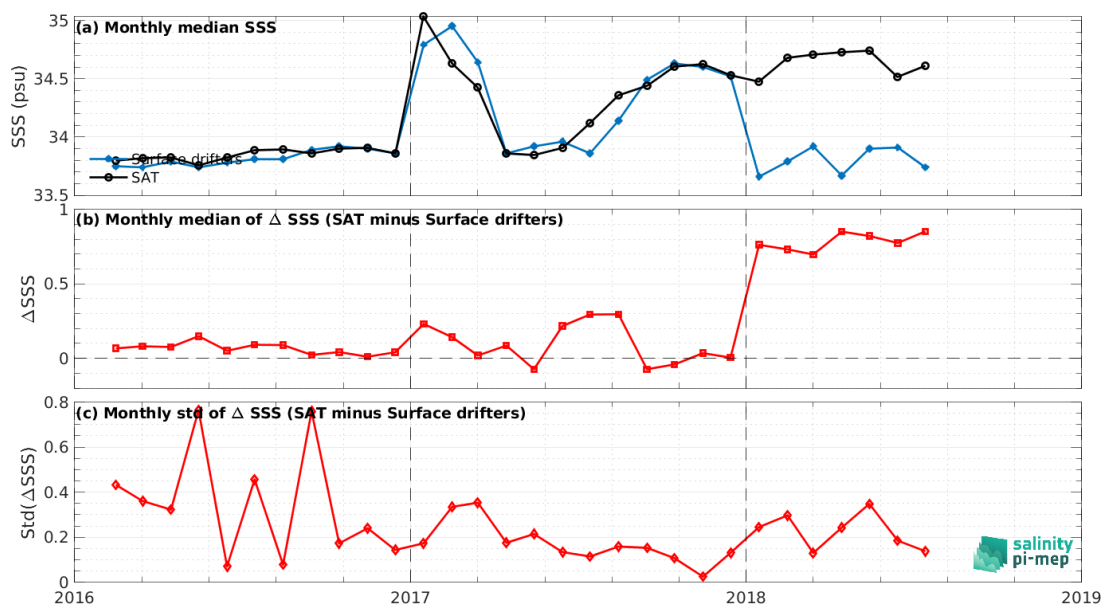 (a) Monthly median SSS
35
34.5
34
33.5
SSS (psu)
Surface drifters
SAT
(b) Monthly median of Δ SSS (SAT minus Surface drifters)
1
0.5
0
ΔSSS
(c) Monthly std of Δ SSS (SAT minus Surface drifters)
0.8
0.6
0.4
0.2
0
Std(ΔSSS)
2016
2017
2018
2019
salinity
pi-mep